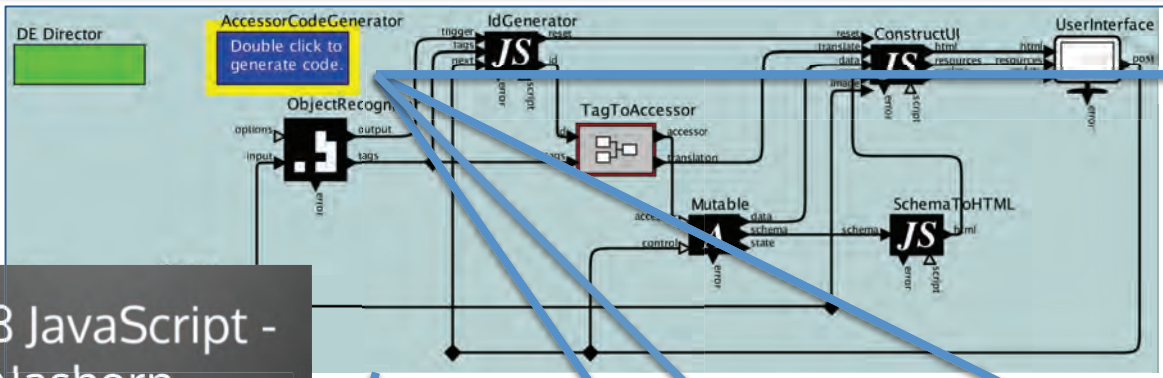 DE Director
AccessorCodeGenerator
Double click to
generate code.
IdGenerator
trigger
tags
next
JS
reset
id
error
script
ConstructUI
reset
translate
data
image
JS
html
resources
error
script
UserInterface
html
resources
post
error
ObjectRecogn
options
input
output
tags
error
TagToAccessor
tags
accessor
translation
Mutable
control
A
data
schema
state
error
SchemaToHTML
schema
JS
html
error
script
8 JavaScript -
Nashorn